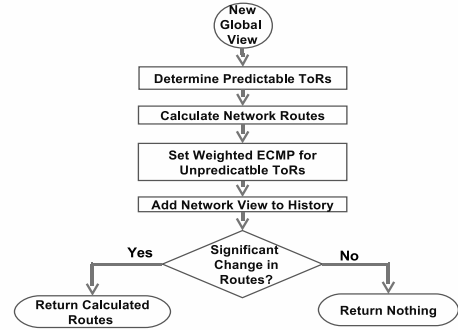 New
Global
View
Determine Predictable ToRs
Calculate Network Routes
Set Weighted ECMP for
Unpredicatble ToRs
Add Network View to History
Significant
Change in
Routes?
Yes
No
Return Calculated
Routes
Return Nothing